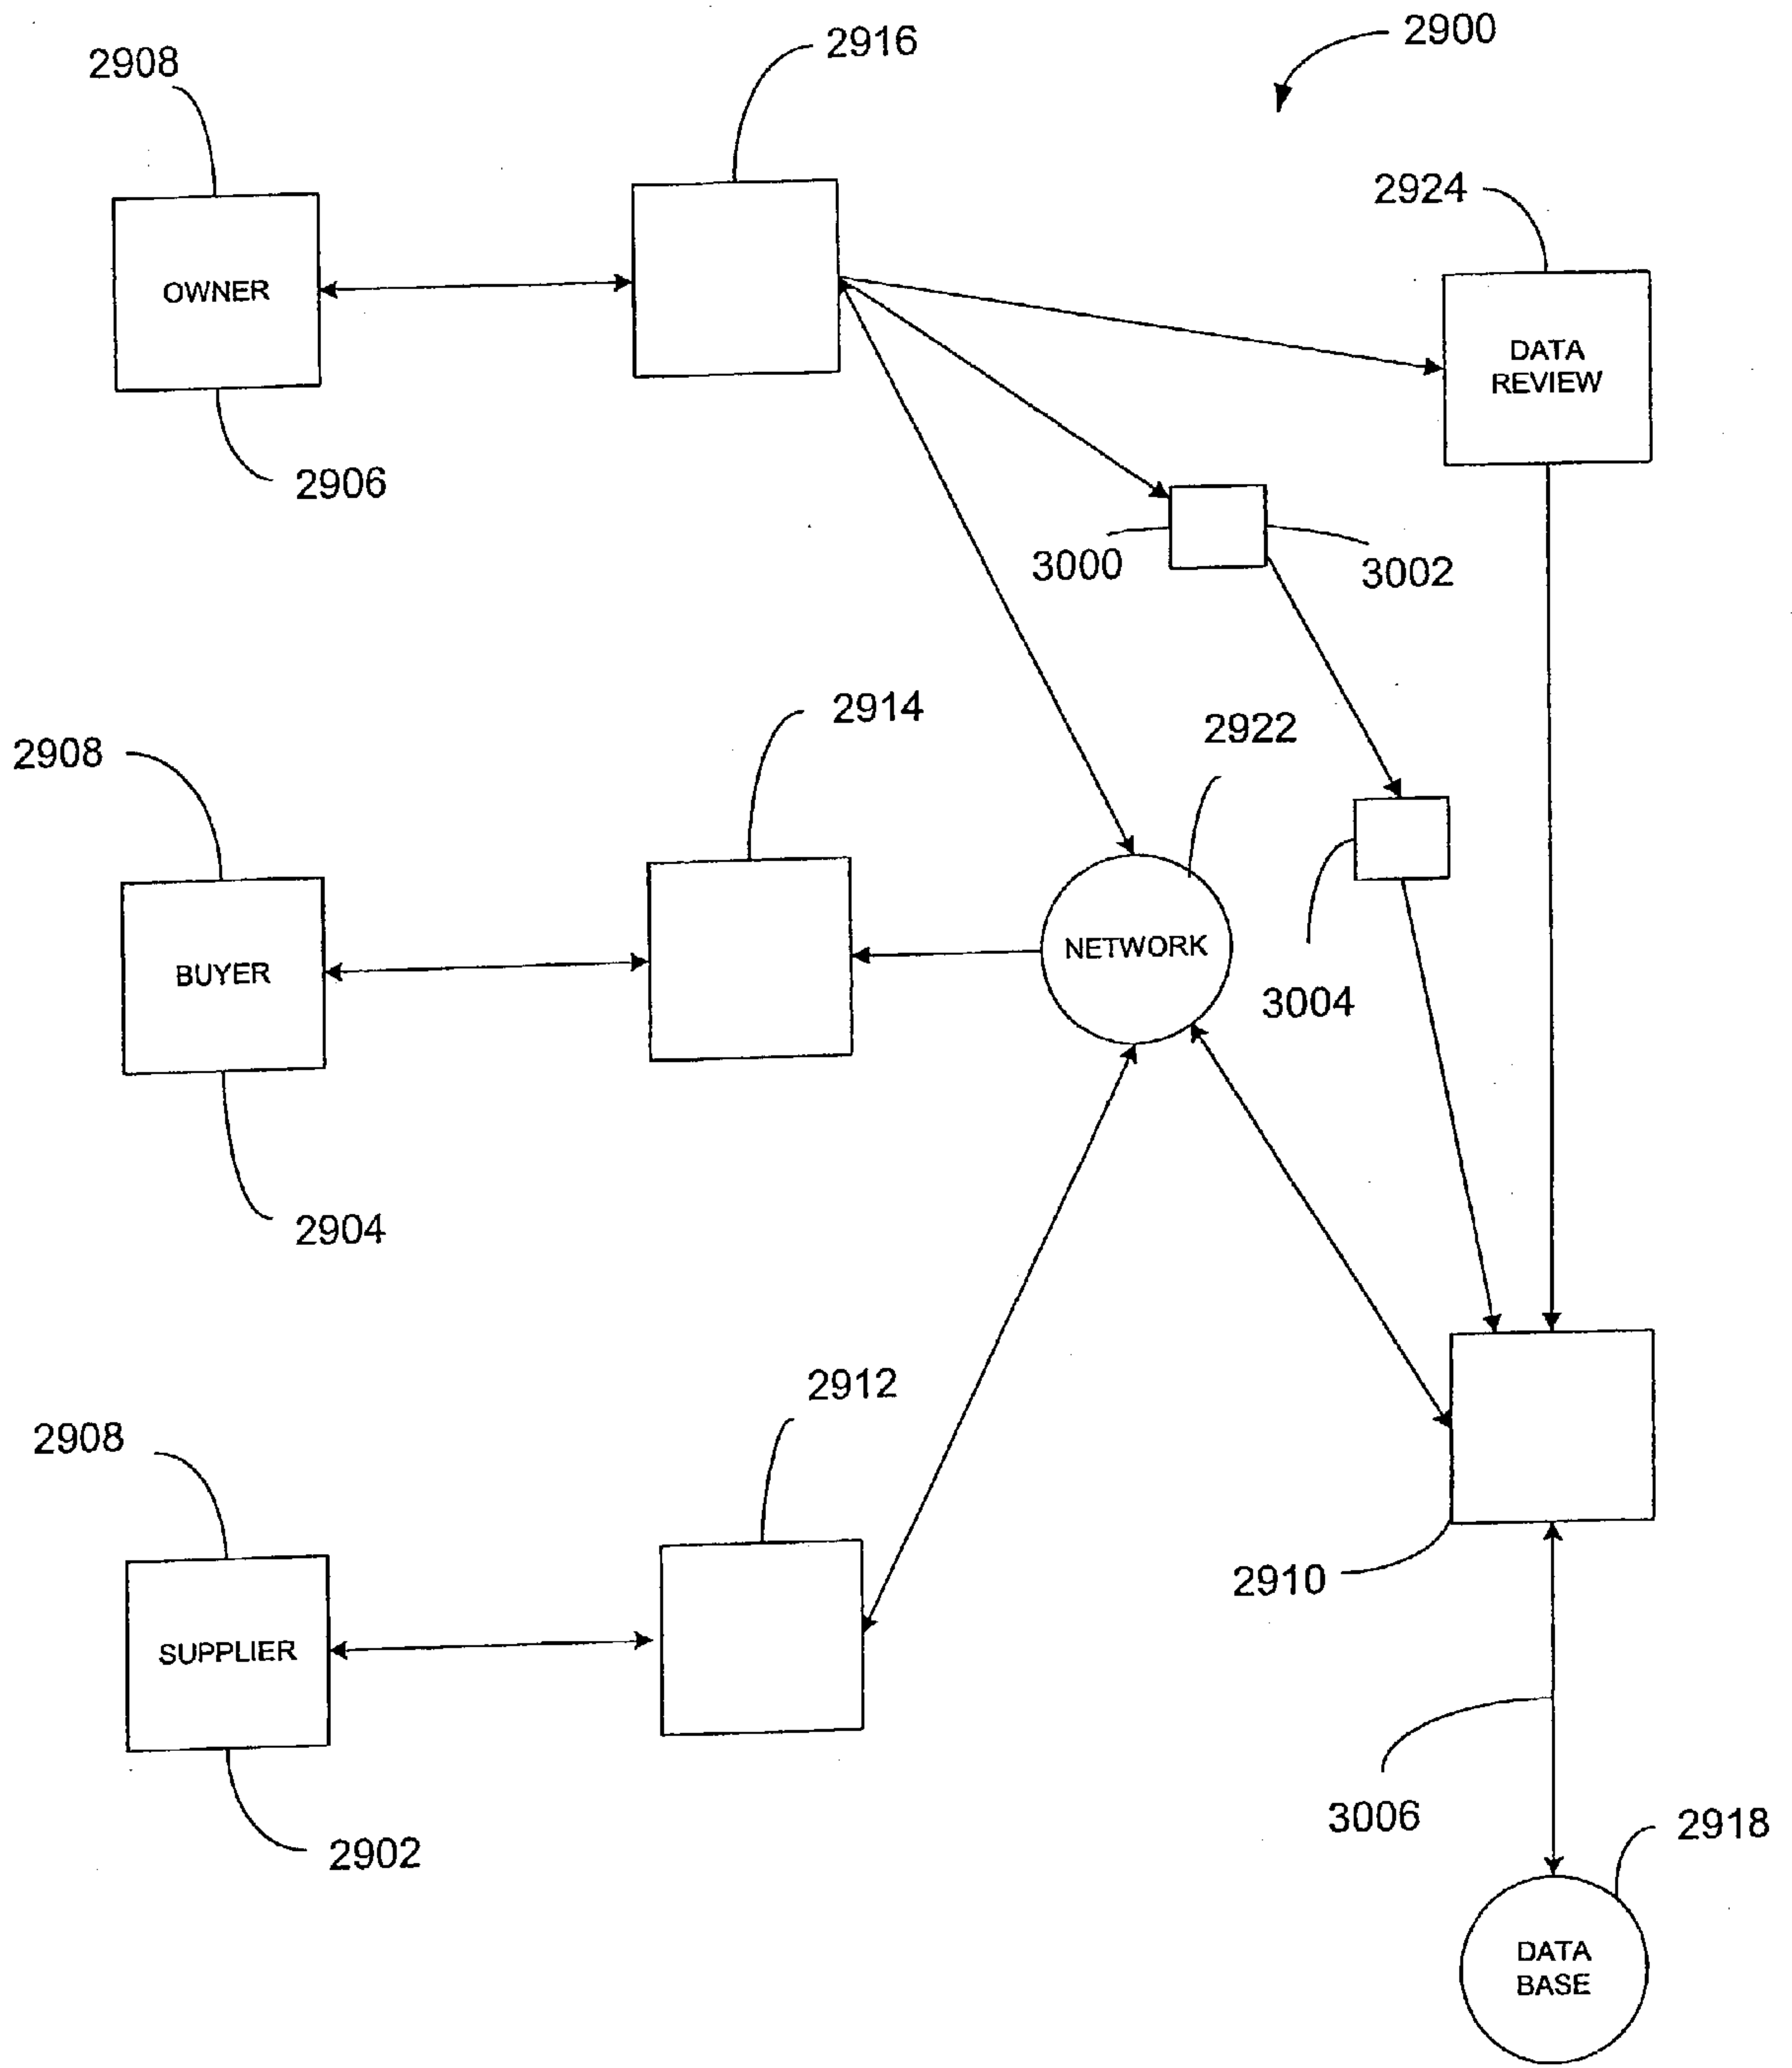 2900
2916
2908
2924
OWNER
DATA
REVIEW
2906
3000
3002
2914
2922
2908
NETWORK
BUYER
3004
2904
2912
2908
2910
SUPPLIER
3006
2918
2902
DATA
BASE